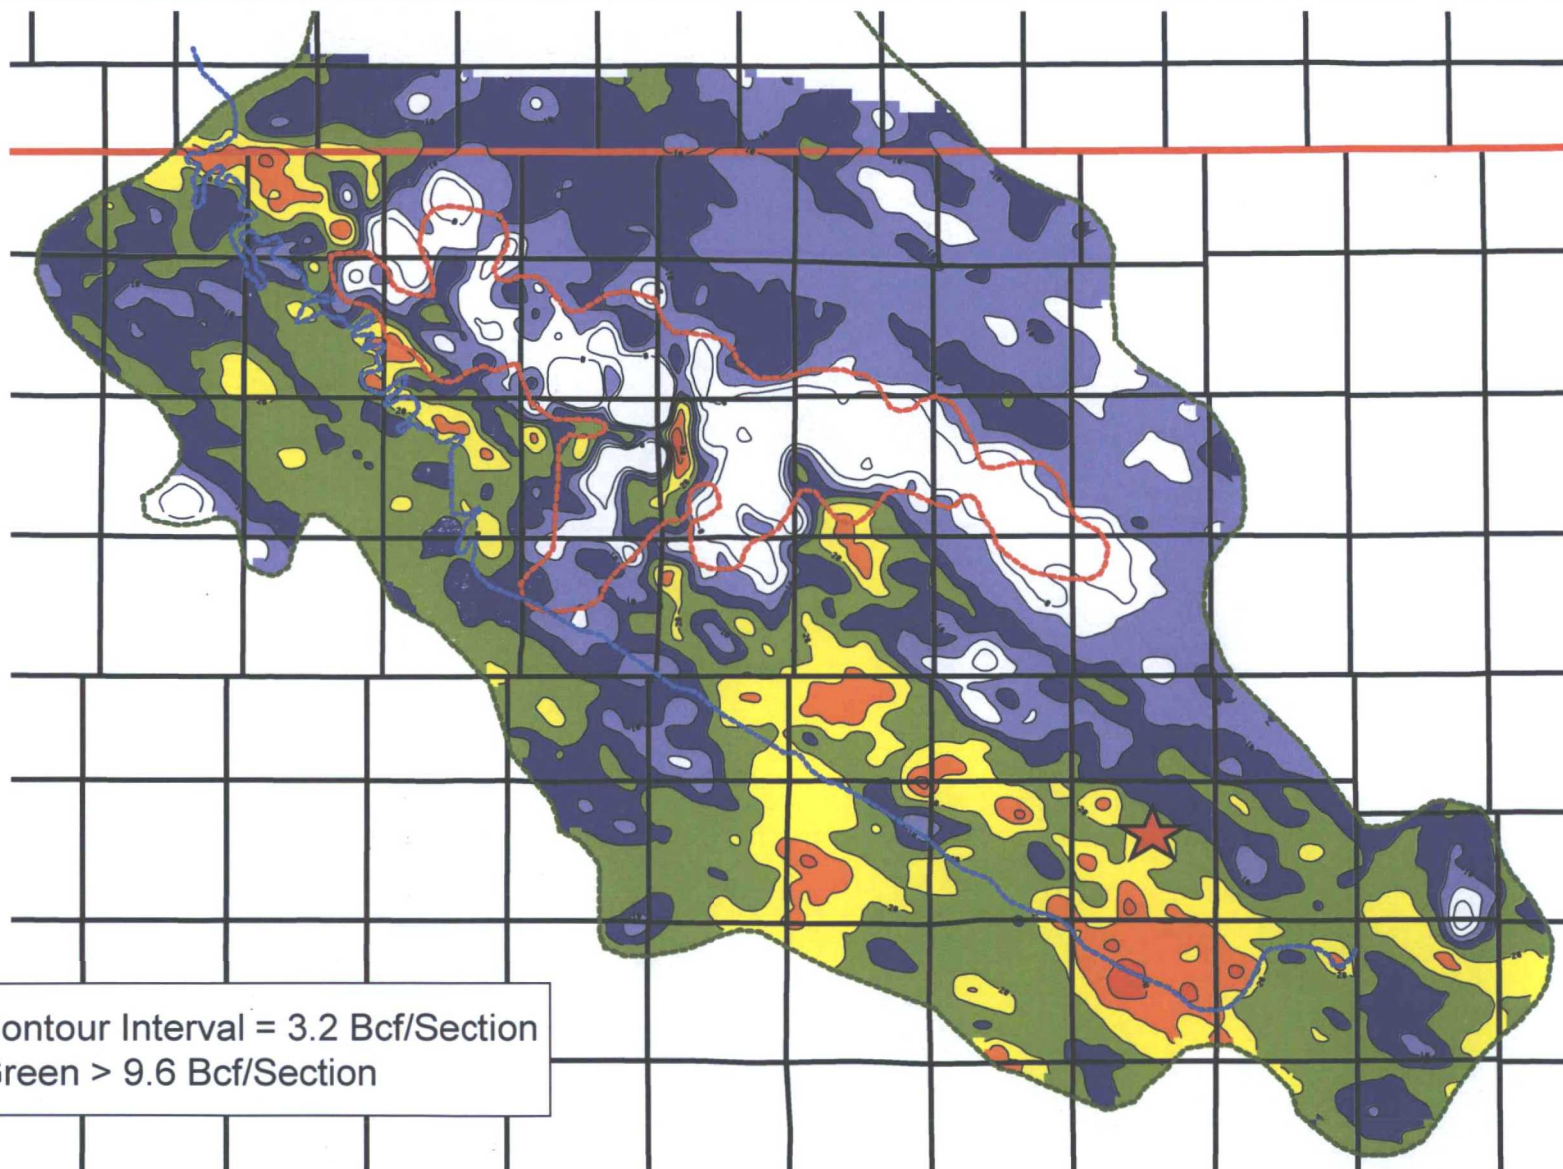 ontour Interval = 3.2 Bcf/Section
Green > 9.6 Bcf/Section